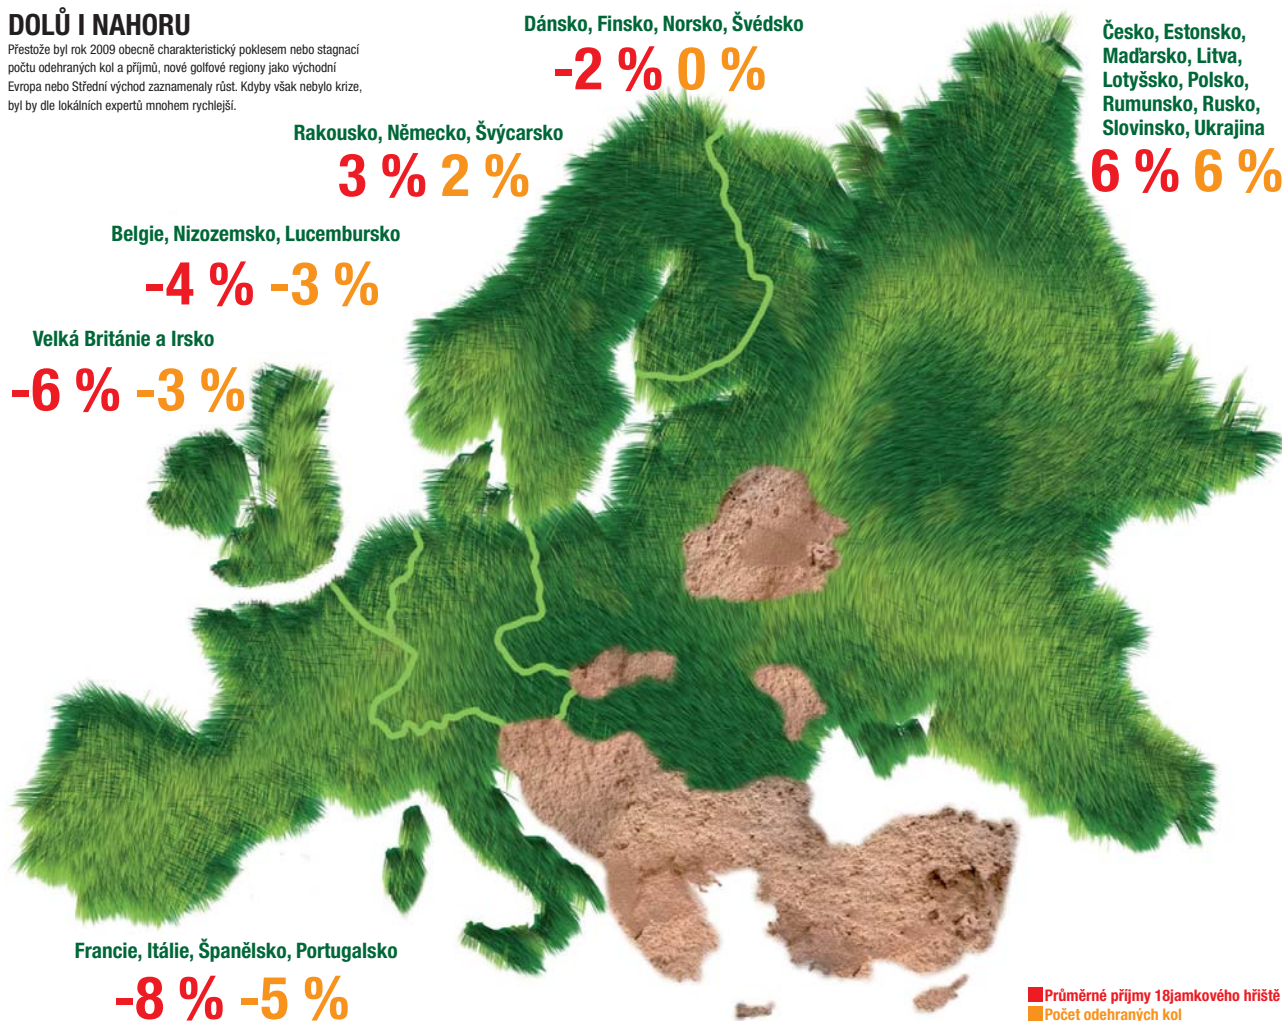 DOLŮ I NAHORU
Přestože byl rok 2009 obecně charakteristický poklesem nebo stagnací
počtu odehraných kol a příjmů, nové golfové regiony jako východní
Evropa nebo Střední východ zaznamenaly růst. Kdyby však nebylo krize,
byl by dle lokálních expertů mnohem rychlejší.
Dánsko, Finsko, Norsko, Švédsko
-2 % 0 %
Česko, Estonsko,
Maďarsko, Litva,
Lotyšsko, Polsko,
Rumunsko, Rusko,
Slovinsko, Ukrajina
6 % 6 %
Rakousko, Německo, Švýcarsko
3 % 2 %
Belgie, Nizozemsko, Lucembursko
-4 % -3 %
Velká Británie a Irsko
-6 % -3 %
Francie, Itálie, Španělsko, Portugalsko
-8 % -5 %
Průměrné příjmy 18jamkového hřiště
Počet odehraných kol